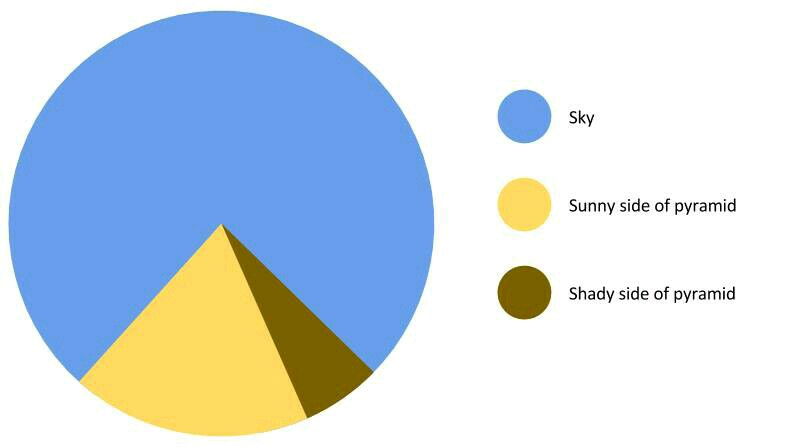 Sky
Sunny side of pyramid
Shady side of pyramid